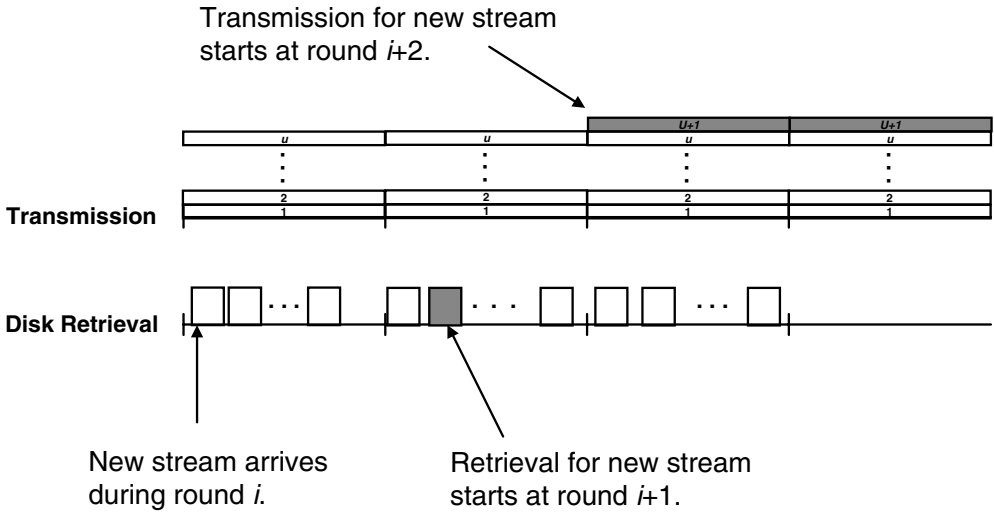 Transmission for new stream
starts at round i+2.
U+1 U+1
u u u u
2 2 2 2
Transmission 1 1 1 1
Disk Retrieval
New stream arrives
during round i.
Retrieval for new stream
starts at round i+1.